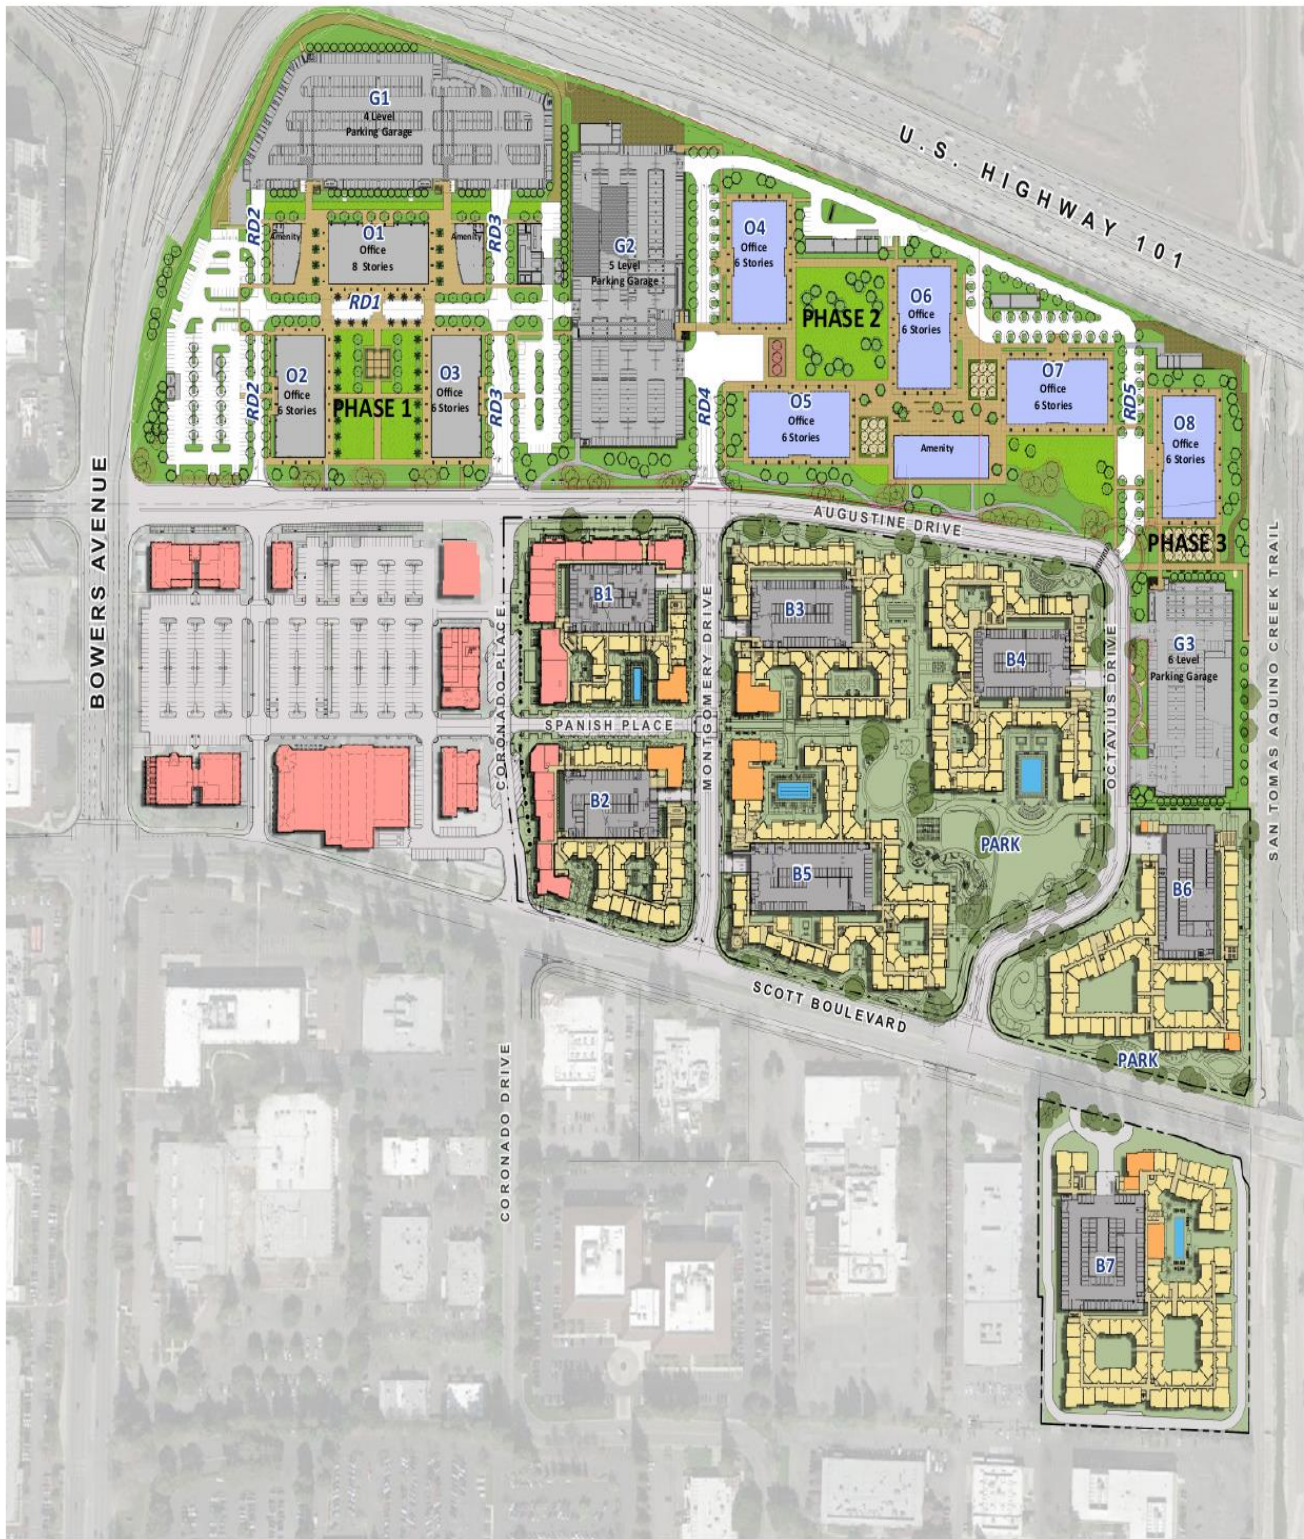 G1
4 Level
Parking Garage
U.S. HIGHWAY 101
RD2
Amenity
O1
Office
8 Stories
Amenity
RD3
G2
5 Level
Parking Garage
O4
Office
6 Stories
O6
Office
6 Stories
RD1
PHASE 2
O2
Office
6 Stories
RD2
PHASE 1
O3
Office
6 Stories
RD3
RD4
O5
Office
6 Stories
Amenity
O7
Office
6 Stories
RD5
O8
Office
6 Stories
BOWERS AVENUE
AUGUSTINE DRIVE
PHASE 3
SAN TOMAS AQUINO CREEK TRAIL
CORONADO PLACE
B1
MONTGOMERY DRIVE
B3
B4
OCTAVIUS DRIVE
G3
6 Level
Parking Garage
SPANISH PLACE
B2
B5
PARK
B6
SCOTT BOULEVARD
PARK
CORONADO DRIVE
B7